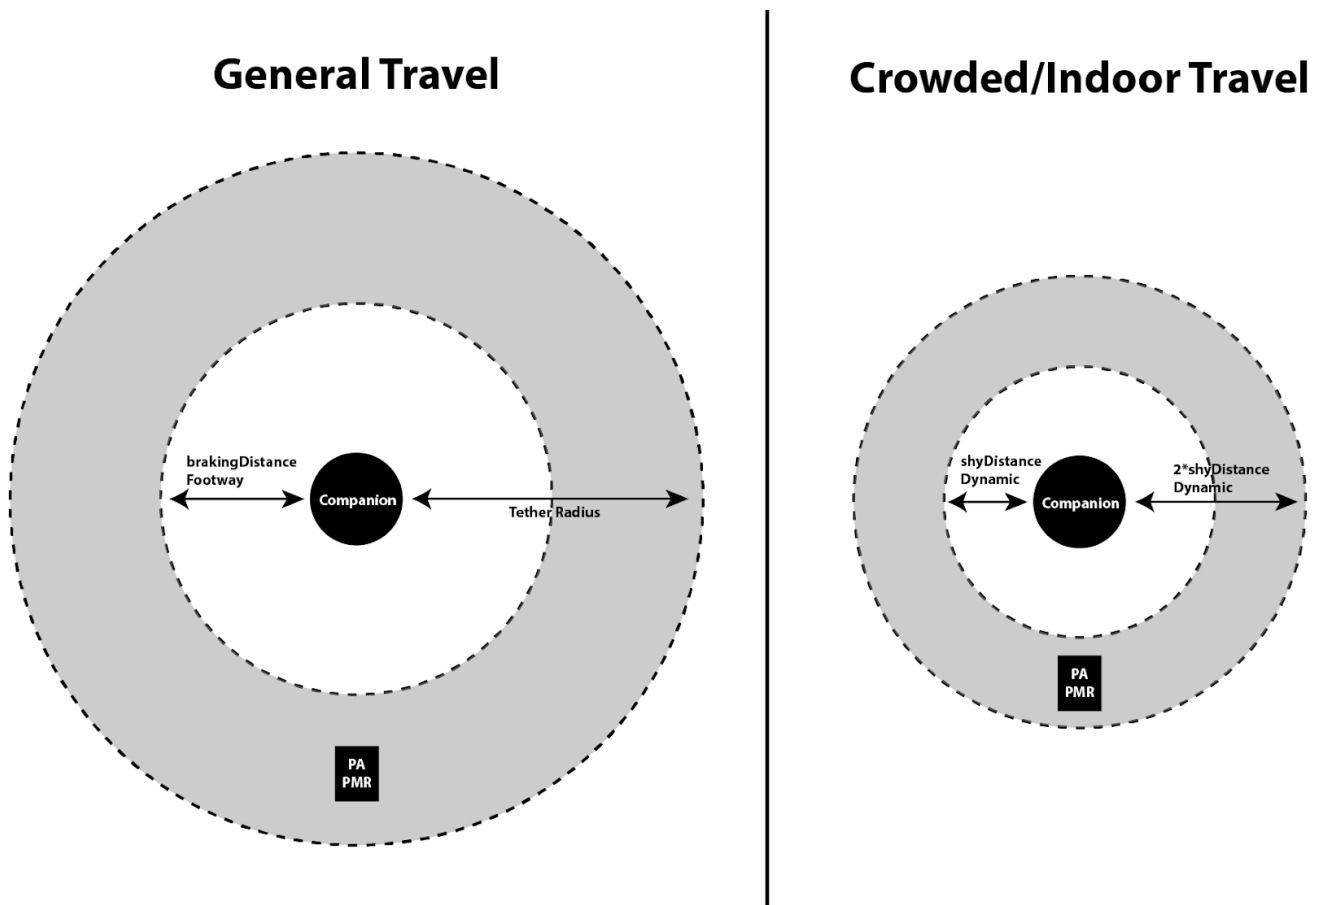 General Travel
brakingDistance
Footway
Companion
Tether Radius
PA
PMR
Crowded/Indoor Travel
shyDistance
Dynamic
Companion
2*shyDistance
Dynamic
PA
PMR